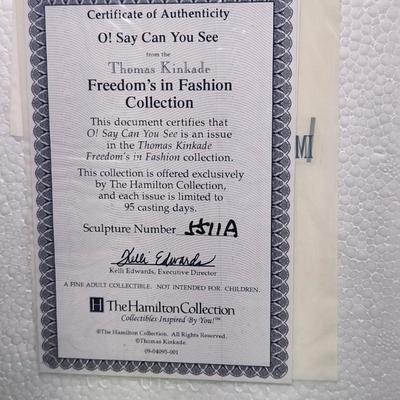 Certificate of Authenticity
O! Say Can You See
from the
Thomas Kinkade
Freedom's in Fashion
Collection
This document certifies that
O! Say Can You See is an issue
in the Thomas Kinkade
Freedom's in Fashion collection.
This collection is offered exclusively
by The Hamilton Collection,
and each issue is limited to
95 casting days.
Sculpture Number
Kelli Edwards
Kelli Edwards, Executive Director
A FINE ADULT COLLECTIBLE. NOT INTENDED FOR CHILDREN.
H The Hamilton Collection
Collectibles Inspired By You!™
©The Hamilton Collection. All Rights Reserved.
©Thomas Kinkade.
09-04095-001